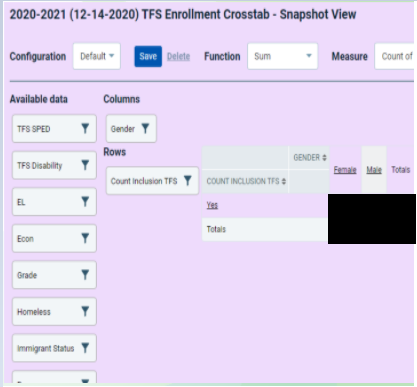 2020-2021 (12-14-2020) TFS Enrollment Crosstab - Snapshot View
Configuration Default Save Delete Function Sum Measure Count of
Available data Columns
TFS SPED Gender
Rows
TFS Disability Count Inclusion TFS
GENDER Female Male Totals
COUNT INCLUSION TFS
EL
Yes
Totals
Econ
Grade
Homeless
Immigrant Status